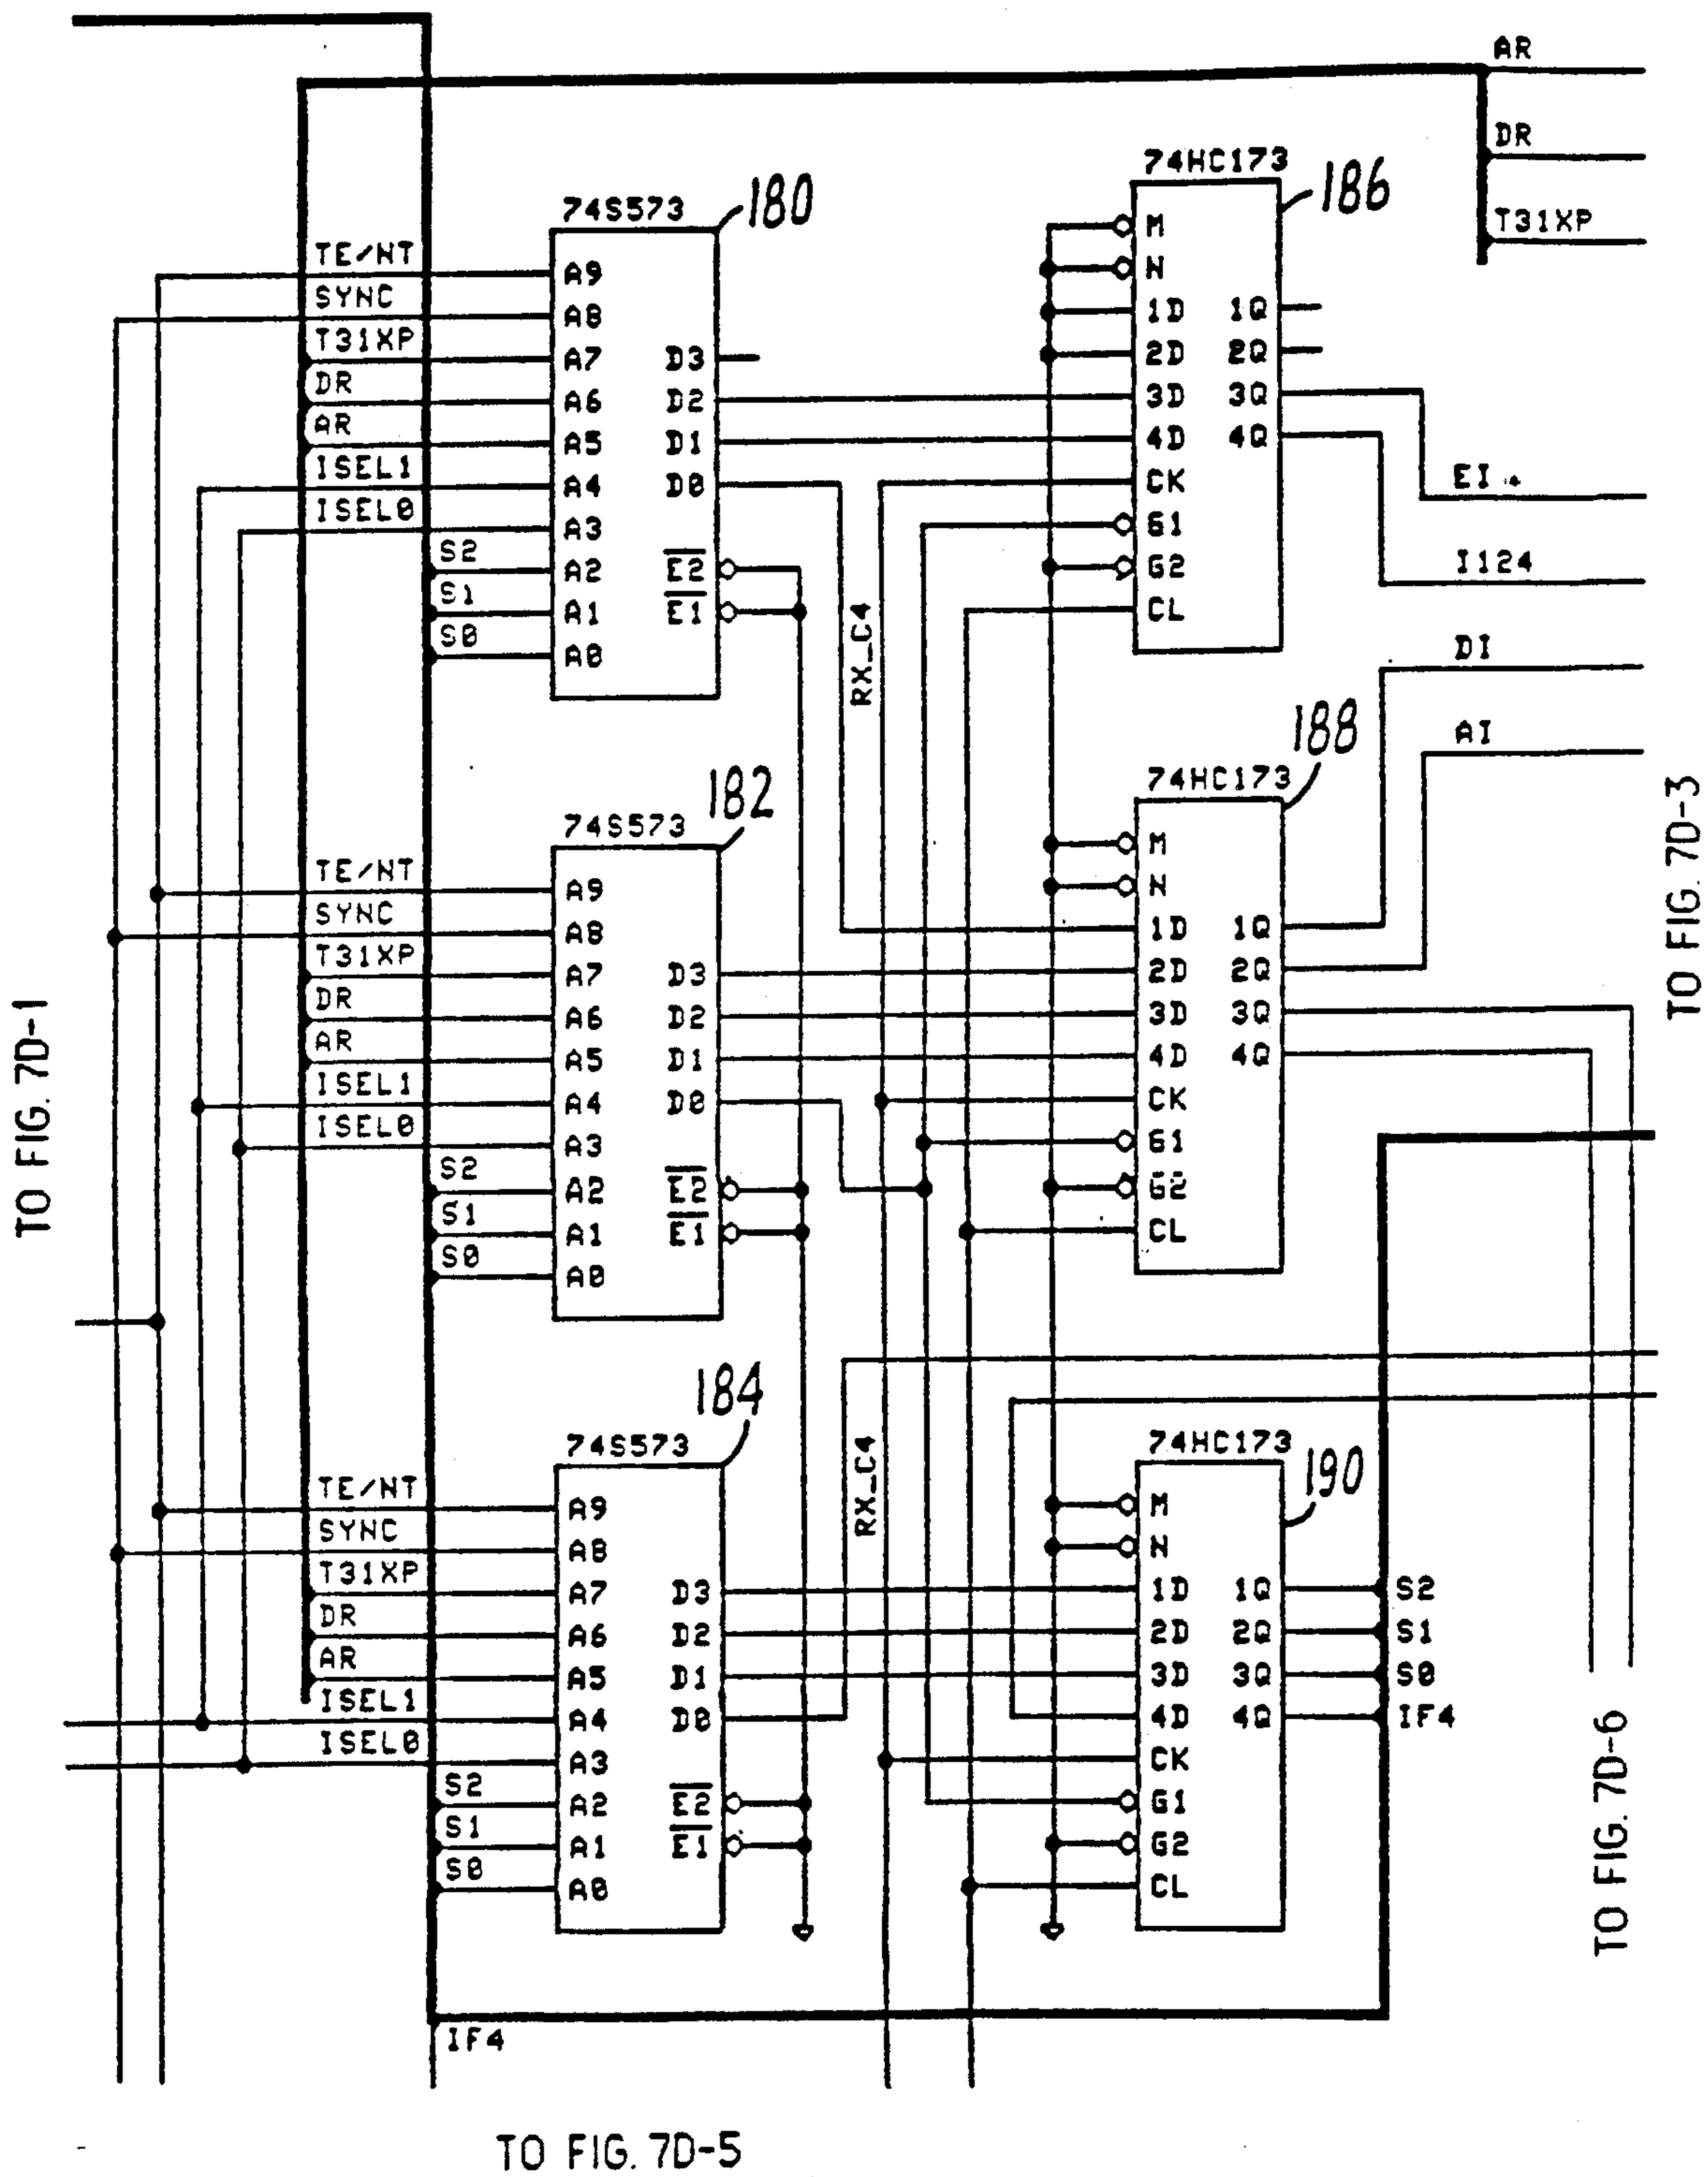 AR
DR
T31XP
74S573
180
TE/NT
SYNC
T31XP
DR
AR
ISEL1
ISEL0
S2
S1
S0
A9
A8
A7
A6
A5
A4
A3
A2
A1
A0
D3
D2
D1
D0
E2
E1
74HC173
186
M
N
1D
2D
3D
4D
CK
G1
G2
CL
1Q
2Q
3Q
4Q
EI
I124
DI
AI
RX_C4
74S573
182
TE/NT
SYNC
T31XP
DR
AR
ISEL1
ISEL0
S2
S1
S0
A9
A8
A7
A6
A5
A4
A3
A2
A1
A0
D3
D2
D1
D0
E2
E1
74HC173
188
M
N
1D
2D
3D
4D
CK
G1
G2
CL
1Q
2Q
3Q
4Q
TO FIG. 7D-1
TO FIG. 7D-3
74S573
184
TE/NT
SYNC
T31XP
DR
AR
ISEL1
ISEL0
S2
S1
S0
A9
A8
A7
A6
A5
A4
A3
A2
A1
A0
D3
D2
D1
D0
E2
E1
RX_C4
74HC173
190
M
N
1D
2D
3D
4D
CK
G1
G2
CL
1Q
2Q
3Q
4Q
S2
S1
S0
IF4
TO FIG. 7D-6
IF4
TO FIG. 7D-5